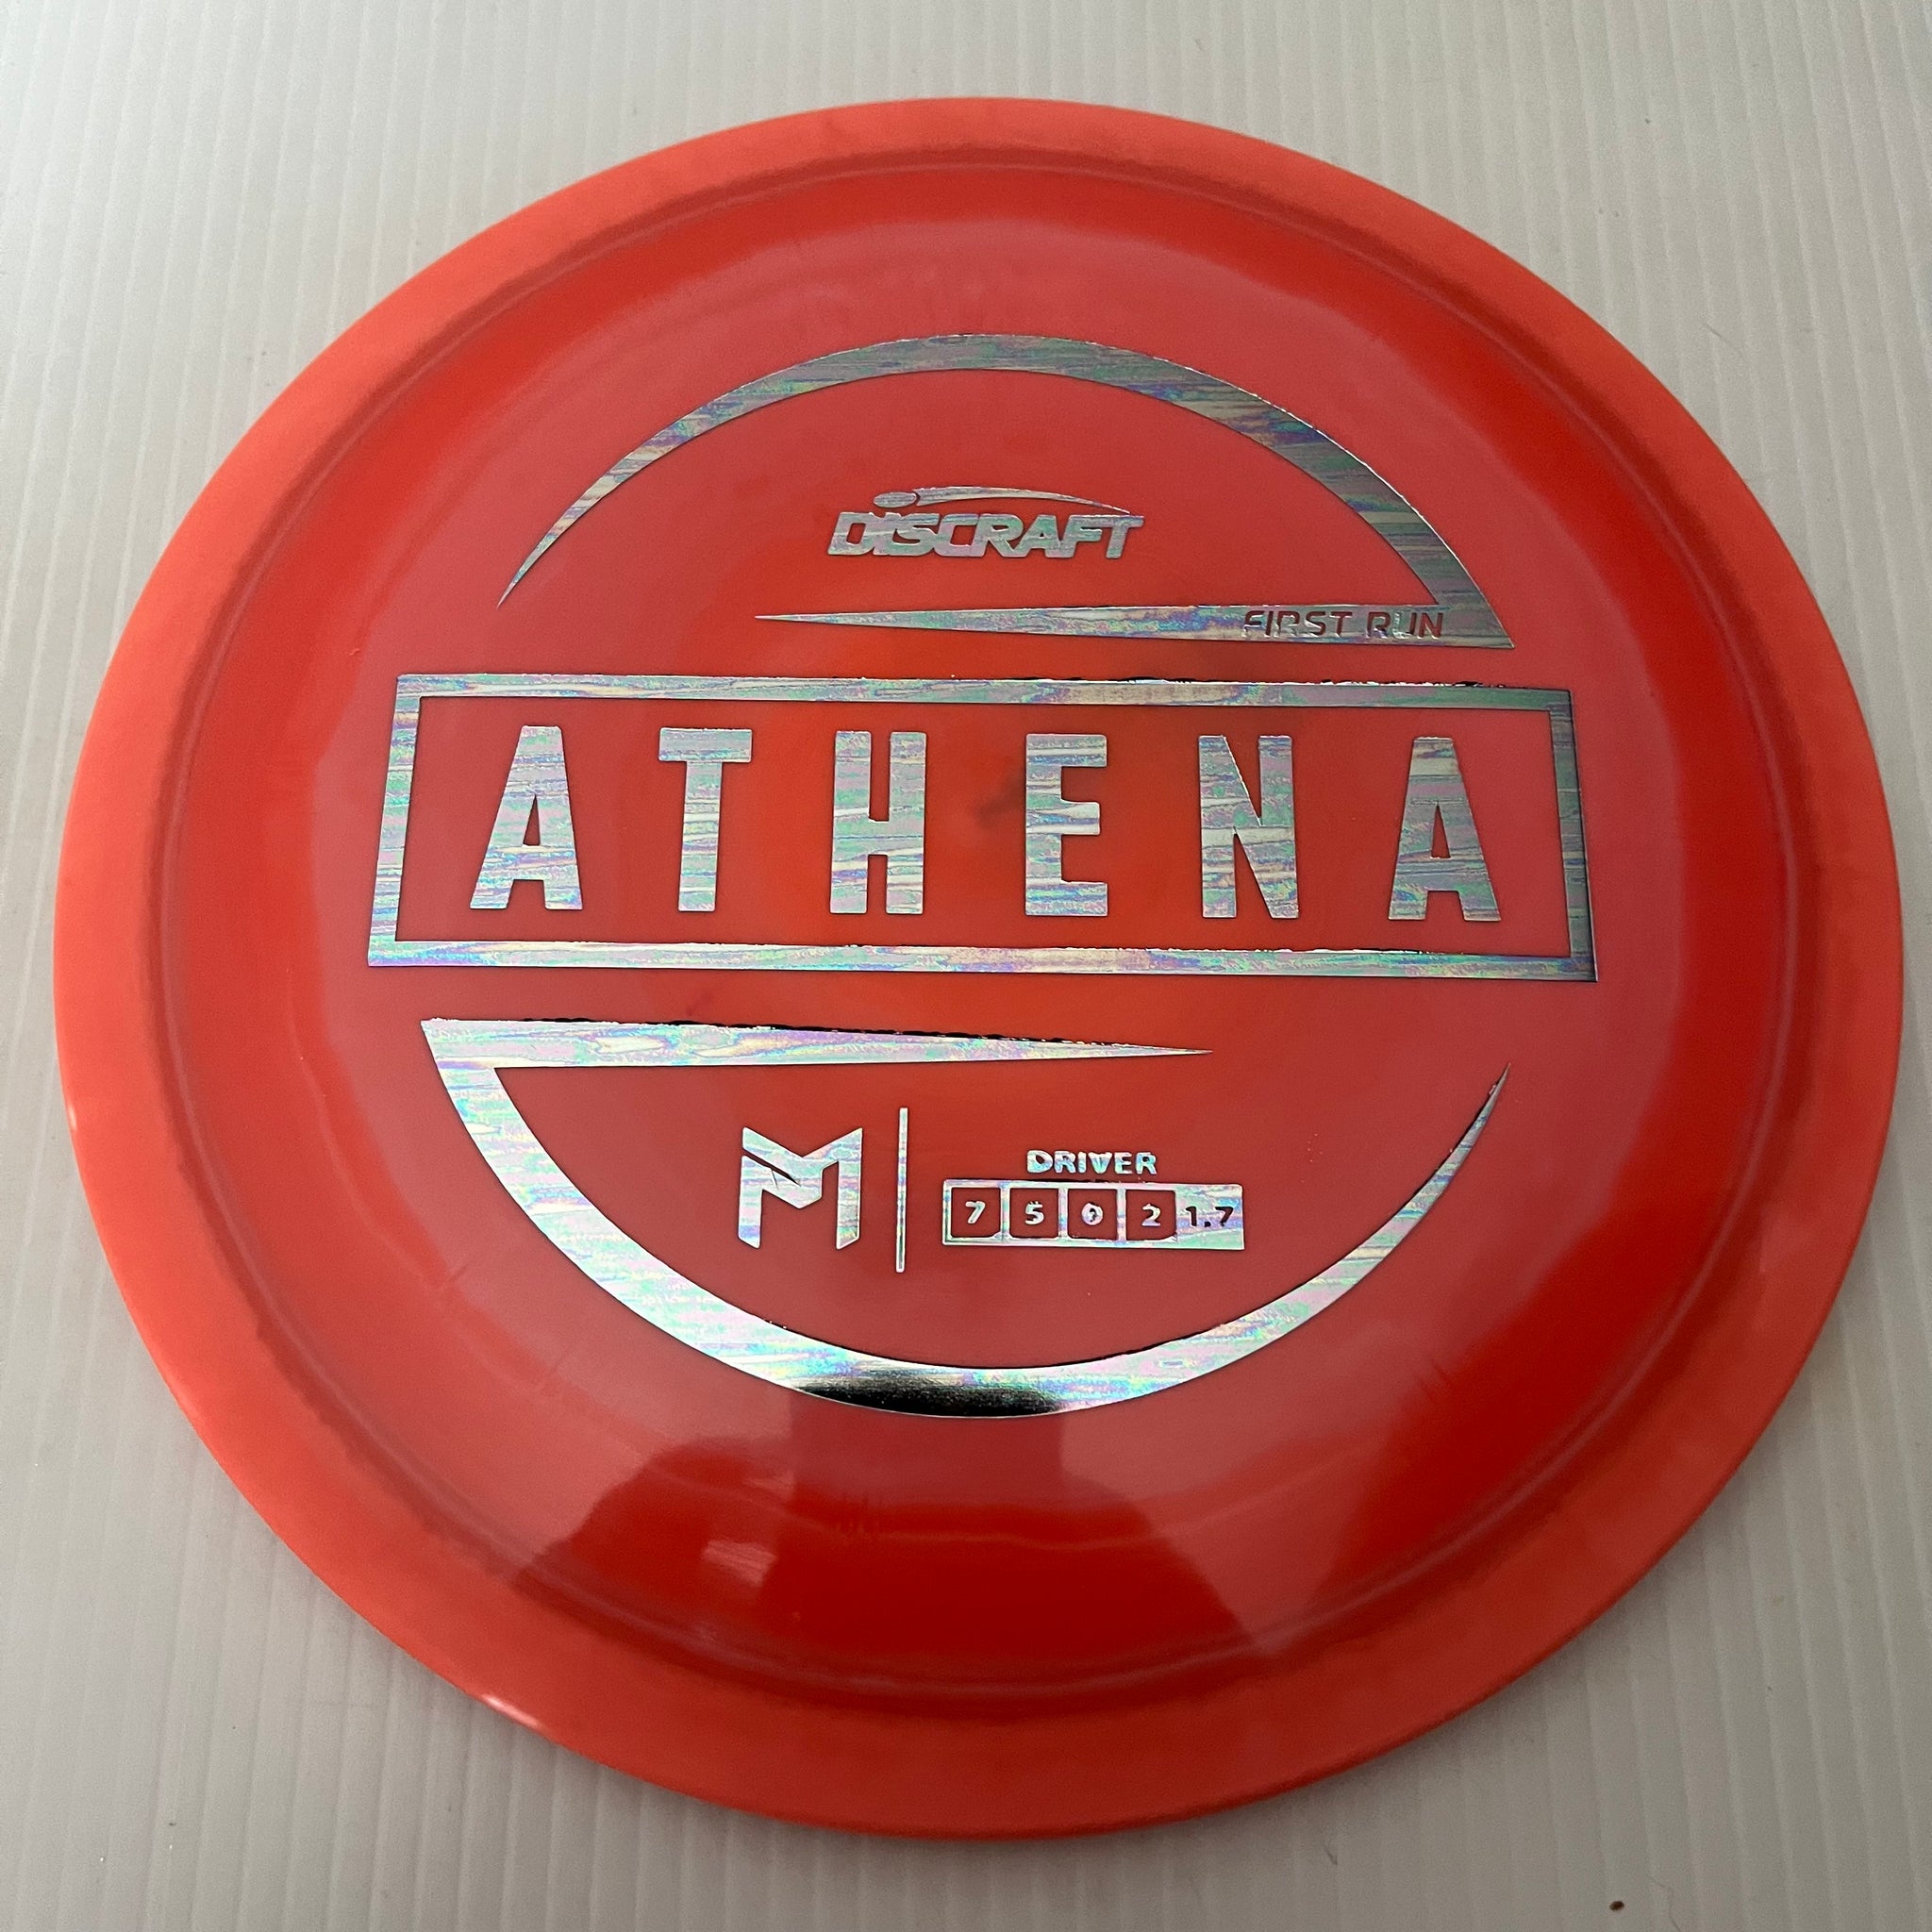 DISCRAFT
FIRST RUN
ATHENA
M
DRIVER
7 5 0 2 1.7